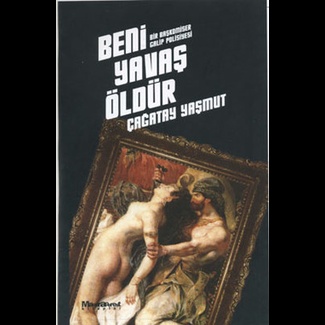 BENİ
BİR BAŞKOMİSER
GALİP POLİSİYESİ
YAVAŞ
ÖLDÜR
ÇAĞATAY YAŞMUT